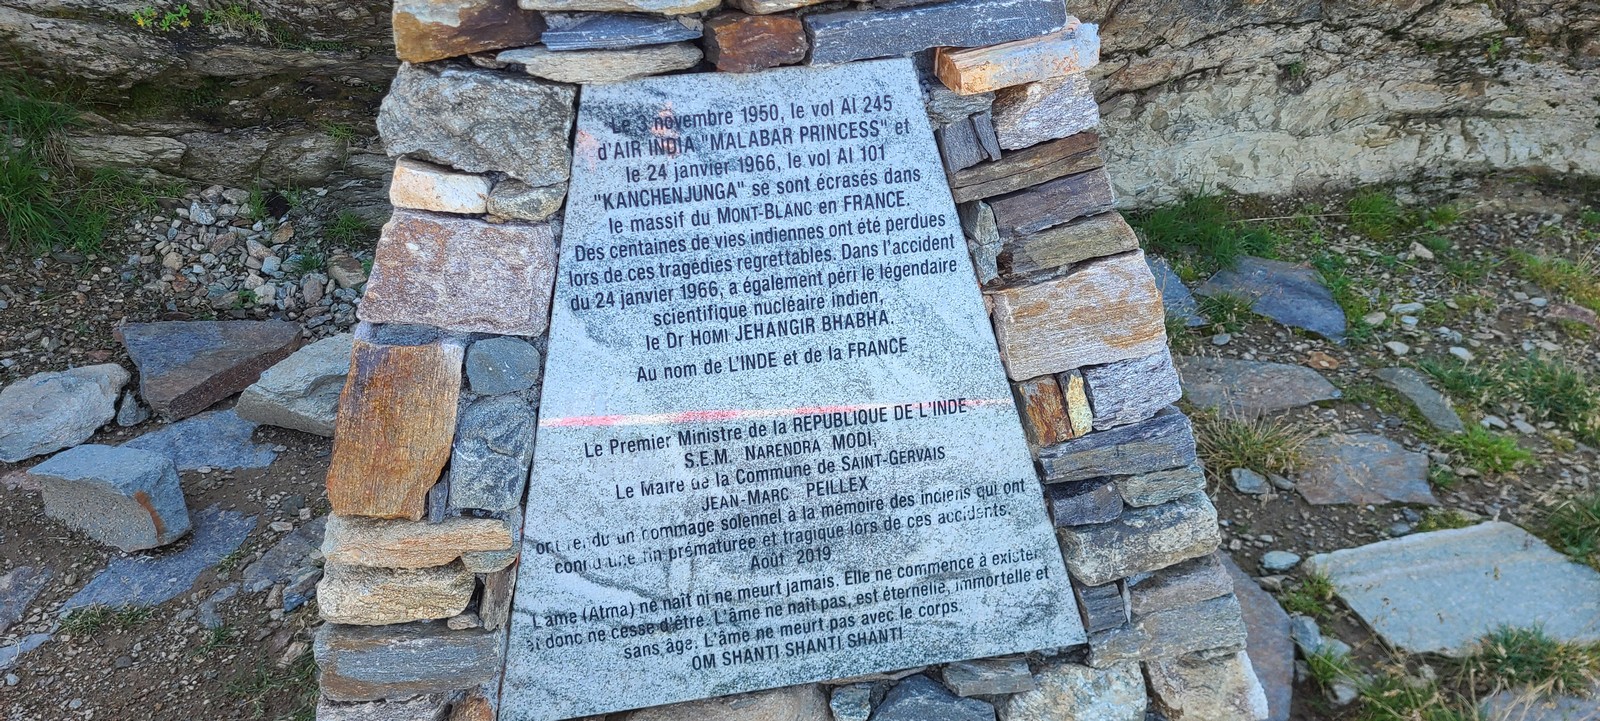 Le 3 novembre 1950, le vol AI 245
d'AIR INDIA "MALABAR PRINCESS" et
le 24 janvier 1966, le vol AI 101
"KANCHENJUNGA" se sont écrasés dans
le massif du MONT-BLANC en FRANCE.
Des centaines de vies indiennes ont été perdues
lors de ces tragédies regrettables. Dans l'accident
du 24 janvier 1966, a également péri le légendaire
scientifique nucléaire indien,
le Dr HOMI JEHANGIR BHABHA.
Au nom de L'INDE et de la FRANCE
Le Premier Ministre de la REPUBLIQUE DE L'INDE
S.E.M. NARENDRA MODI,
Le Maire de la Commune de SAINT-GERVAIS
JEAN-MARC PEILLEX
ont rendu un hommage solennel à la mémoire des indiens qui ont
connu une fin prématurée et tragique lors de ces accidents.
Août 2019
L'âme (Atma) ne naît ni ne meurt jamais. Elle ne commence à exister
ni donc ne cesse d'être. L'âme ne naît pas, est éternelle, immortelle et
sans âge. L'âme ne meurt pas avec le corps.
OM SHANTI SHANTI SHANTI